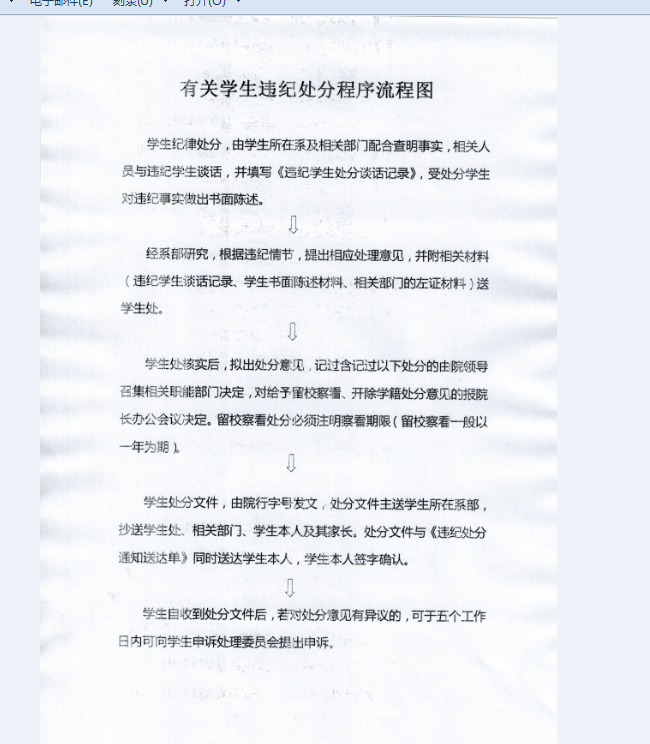 电子邮件(E) 刻录(U) 打开(O)
有关学生违纪处分程序流程图
学生纪律处分，由学生所在系及相关部门配合查明事实，相关人
员与违纪学生谈话，并填写《违纪学生处分谈话记录》，受处分学生
对违纪事实做出书面陈述。
经系部研究，根据违纪情节，提出相应处理意见，并附相关材料
（违纪学生谈话记录、学生书面陈述材料、相关部门的左证材料）送
学生处。
学生处核实后，拟出处分意见，记过含记过以下处分的由院领导
召集相关职能部门决定，对给予留校察看、开除学籍处分意见的报院
长办公会议决定。留校察看处分必须注明察看期限（留校察看一般以
一年为期）。
学生处分文件，由院行字号发文，处分文件主送学生所在系部，
抄送学生处、相关部门、学生本人及其家长。处分文件与《违纪处分
通知送达单》同时送达学生本人，学生本人签字确认。
学生自收到处分文件后，若对处分意见有异议的，可于五个工作
日内可向学生申诉处理委员会提出申诉。